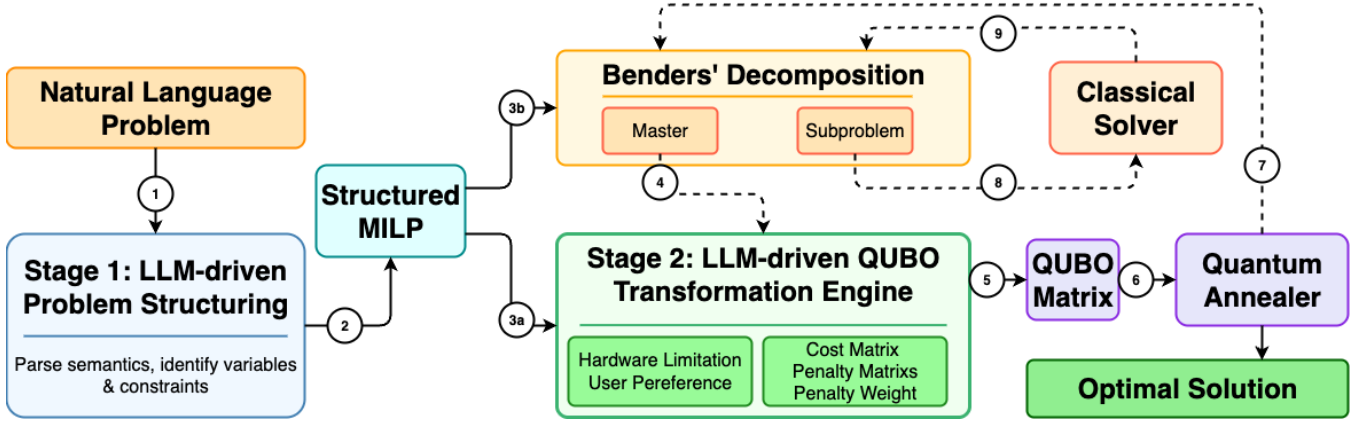 Natural Language
Problem
1
Stage 1: LLM-driven
Problem Structuring
Parse semantics, identify variables
& constraints
2
Structured
MILP
3b
3a
Benders' Decomposition
Master
Subproblem
4
8
9
Classical
Solver
7
Stage 2: LLM-driven QUBO
Transformation Engine
Hardware Limitation
User Pereference
Cost Matrix
Penalty Matrixs
Penalty Weight
5
QUBO
Matrix
6
Quantum
Annealer
Optimal Solution